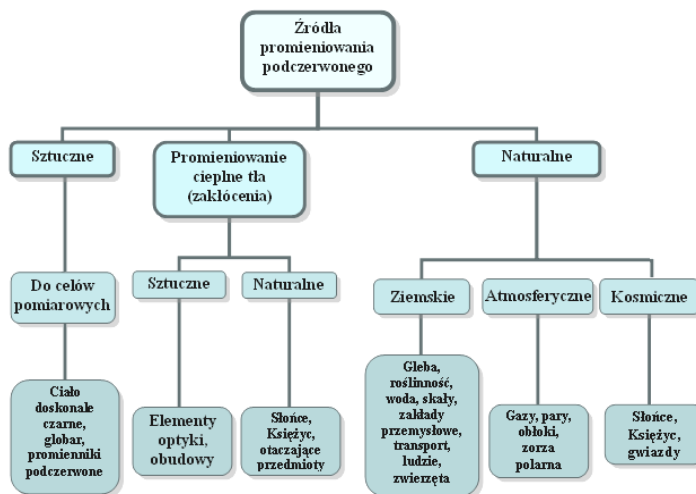 Źródła
promieniowania
podczerwonego
Sztuczne
Promieniowanie
cieplne tła
(zakłócenia)
Naturalne
Do celów
pomiarowych
Sztuczne
Naturalne
Ziemskie
Atmosferyczne
Kosmiczne
Ciało
doskonale
czarne,
globar,
promienniki
podczerwone
Elementy
optyki,
obudowy
Słońce,
Księżyc,
otaczające
przedmioty
Gleba,
roślinność,
woda, skały,
zakłady
przemysłowe,
transport,
ludzie,
zwierzęta
Gazy, pary,
obłoki,
zorza
polarna
Słońce,
Księżyc,
gwiazdy